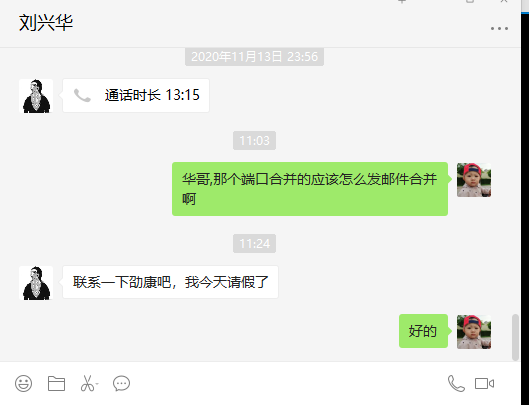 刘兴华
2020年11月13日 23:56
通话时长 13:15
11:03
华哥,那个端口合并的应该怎么发邮件合并
啊
11:24
联系一下劭康吧，我今天请假了
好的